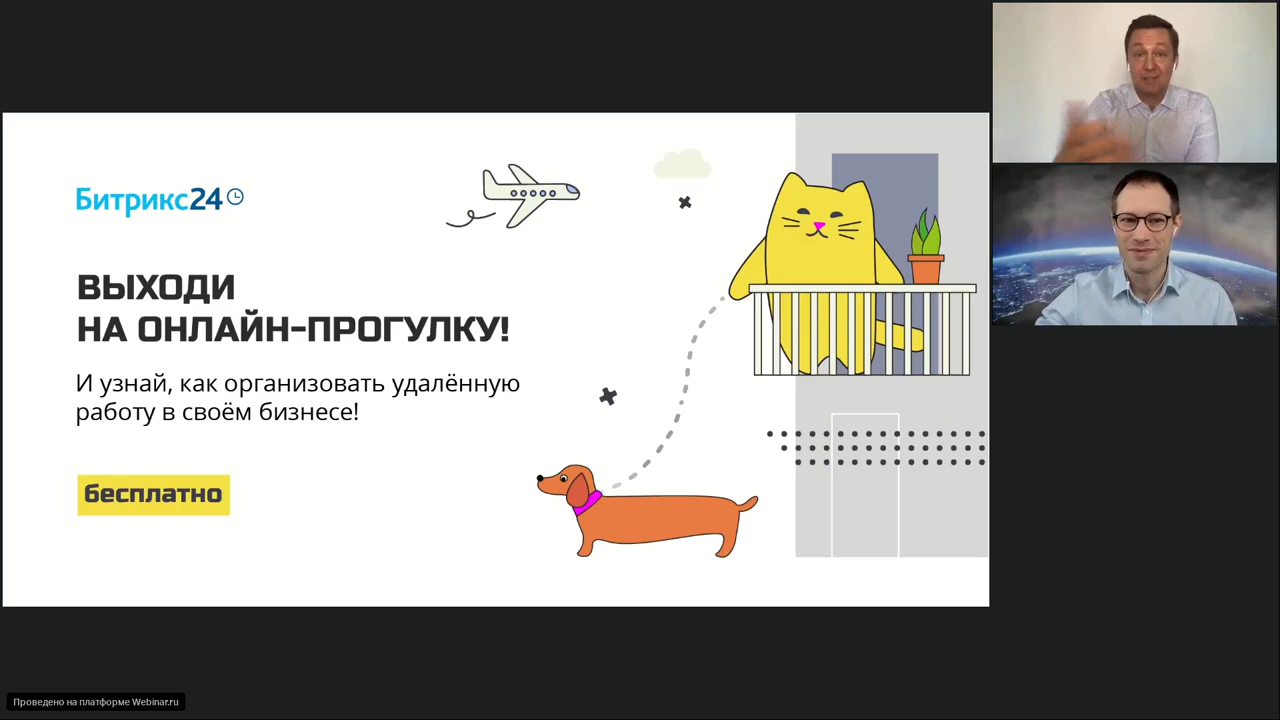 Битрикс24
ВЫХОДИ
НА ОНЛАЙН-ПРОГУЛКУ!
И узнай, как организовать удалённую
работу в своём бизнесе!
бесплатно
Проведено на платформе Webinar.ru